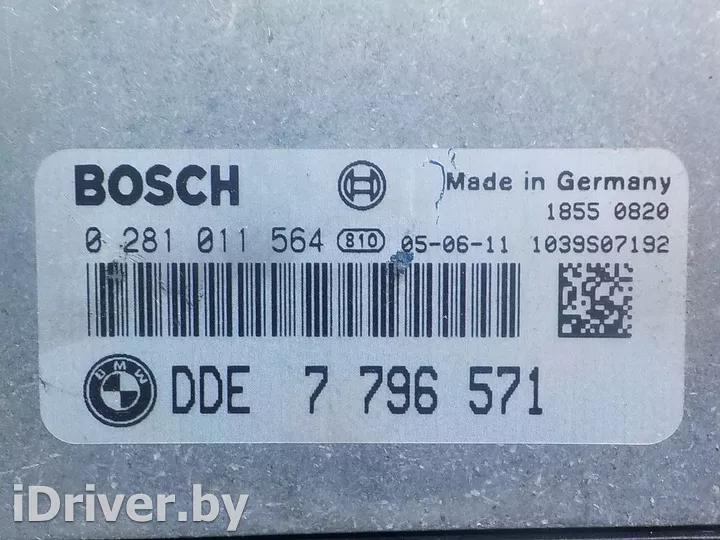 BOSCH
Made in Germany
1855 0820
0 281 011 564 810 05-06-11 1039S07192
BMW DDE 7 796 571
iDriver.by